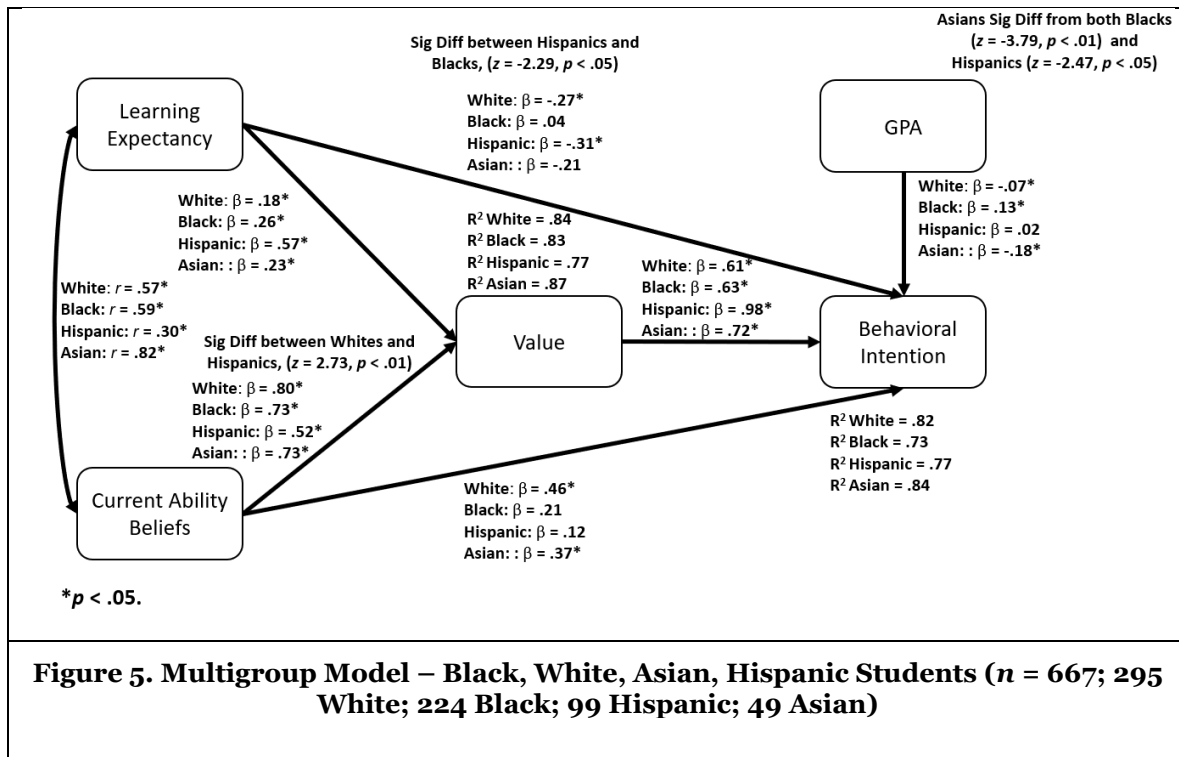 Asians Sig Diff from both Blacks
(z = -3.79, p < .01) and
Hispanics (z = -2.47, p < .05)
Sig Diff between Hispanics and
Blacks, (z = -2.29, p < .05)
White: β = -.27*
Black: β = .04
Hispanic: β = -.31*
Asian: : β = -.21
Learning
Expectancy
GPA
White: β = -.07*
Black: β = .13*
Hispanic: β = .02
Asian: : β = -.18*
White: β = .18*
Black: β = .26*
Hispanic: β = .57*
Asian: : β = .23*
R² White = .84
R² Black = .83
R² Hispanic = .77
R² Asian = .87
White: β = .61*
Black: β = .63*
Hispanic: β = .98*
Asian: : β = .72*
White: r = .57*
Black: r = .59*
Hispanic: r = .30*
Asian: r = .82*
Value
Behavioral
Intention
Sig Diff between Whites and
Hispanics, (z = 2.73, p < .01)
White: β = .80*
Black: β = .73*
Hispanic: β = .52*
Asian: : β = .73*
R² White = .82
R² Black = .73
R² Hispanic = .77
R² Asian = .84
Current Ability
Beliefs
White: β = .46*
Black: β = .21
Hispanic: β = .12
Asian: : β = .37*
*p < .05.
Figure 5. Multigroup Model – Black, White, Asian, Hispanic Students (n = 667; 295
White; 224 Black; 99 Hispanic; 49 Asian)